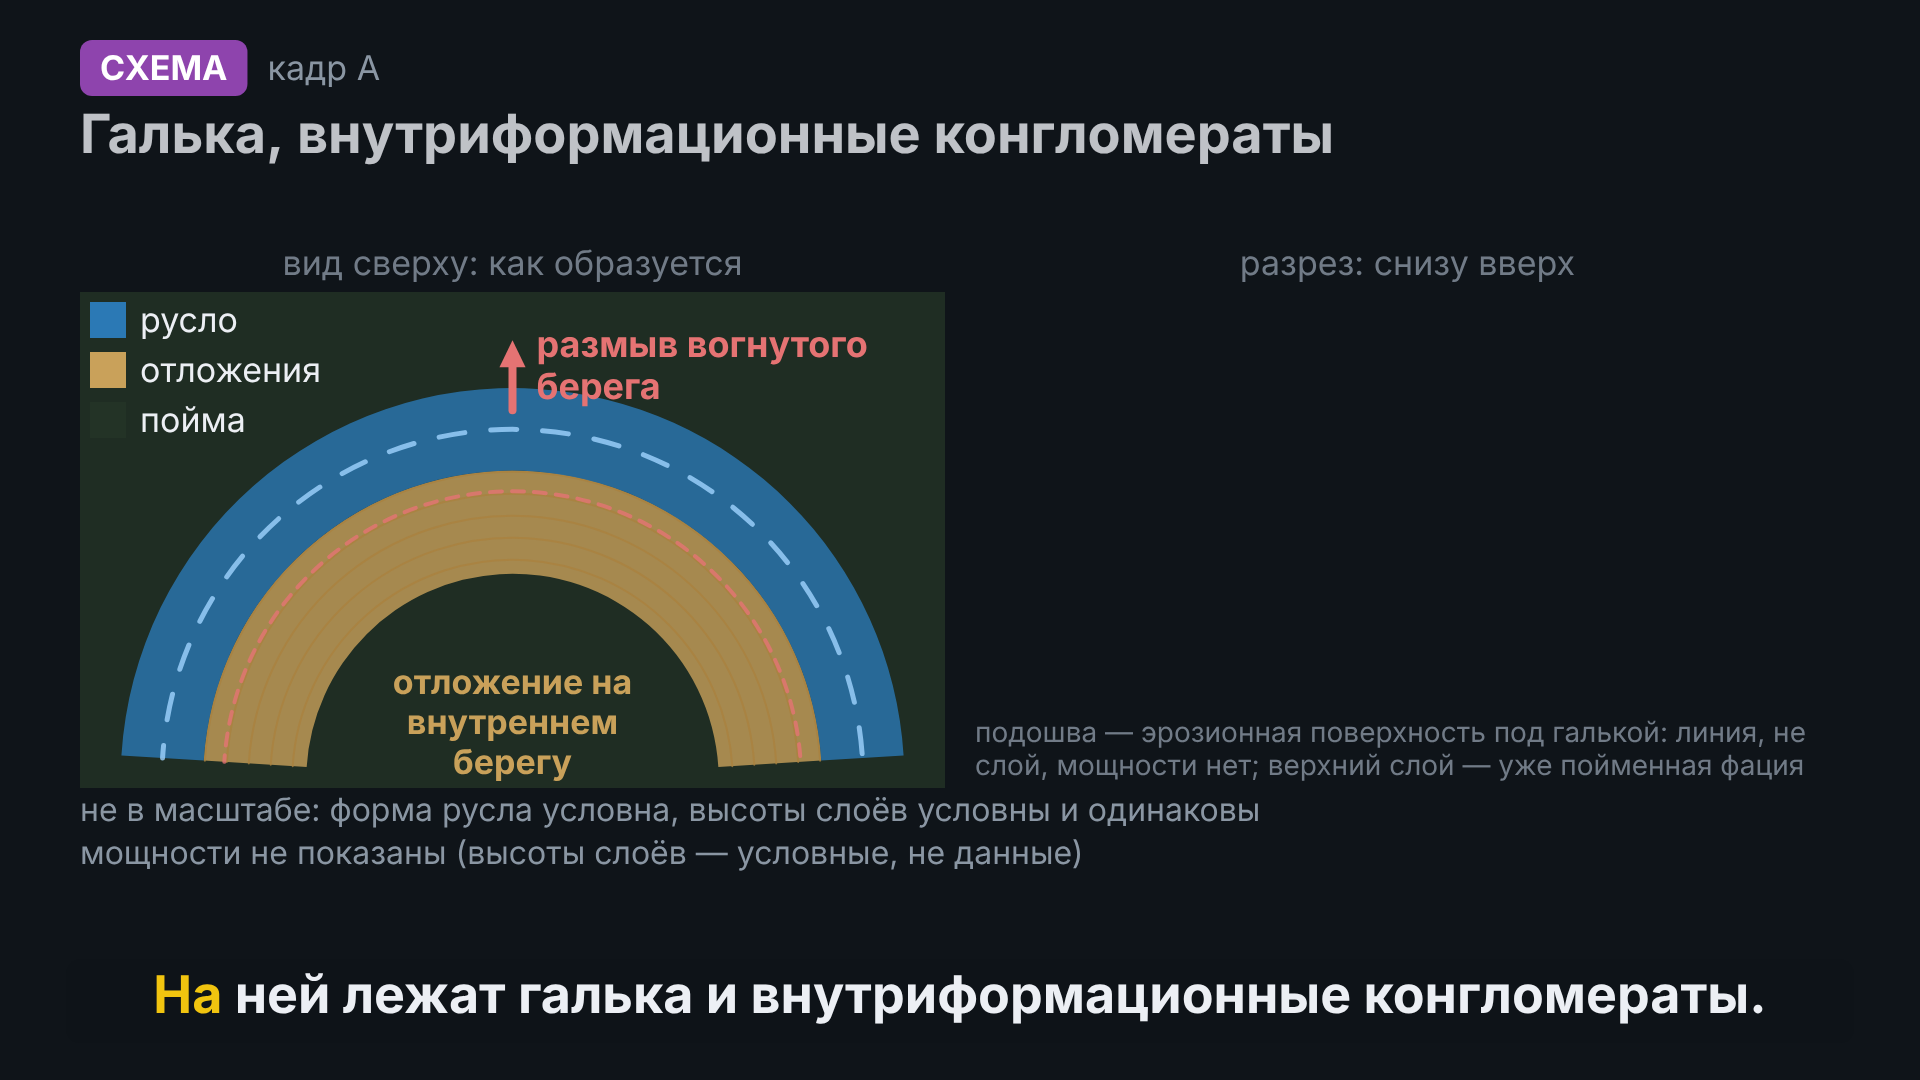 СХЕМА кадр А
Галька, внутриформационные конгломераты
вид сверху: как образуется
разрез: снизу вверх
русло
отложения
пойма
размыв вогнутого
берега
отложение на
внутреннем
берегу
подошва — эрозионная поверхность под галькой: линия, не
слой, мощности нет; верхний слой — уже пойменная фация
не в масштабе: форма русла условна, высоты слоёв условны и одинаковы
мощности не показаны (высоты слоёв — условные, не данные)
На ней лежат галька и внутриформационные конгломераты.